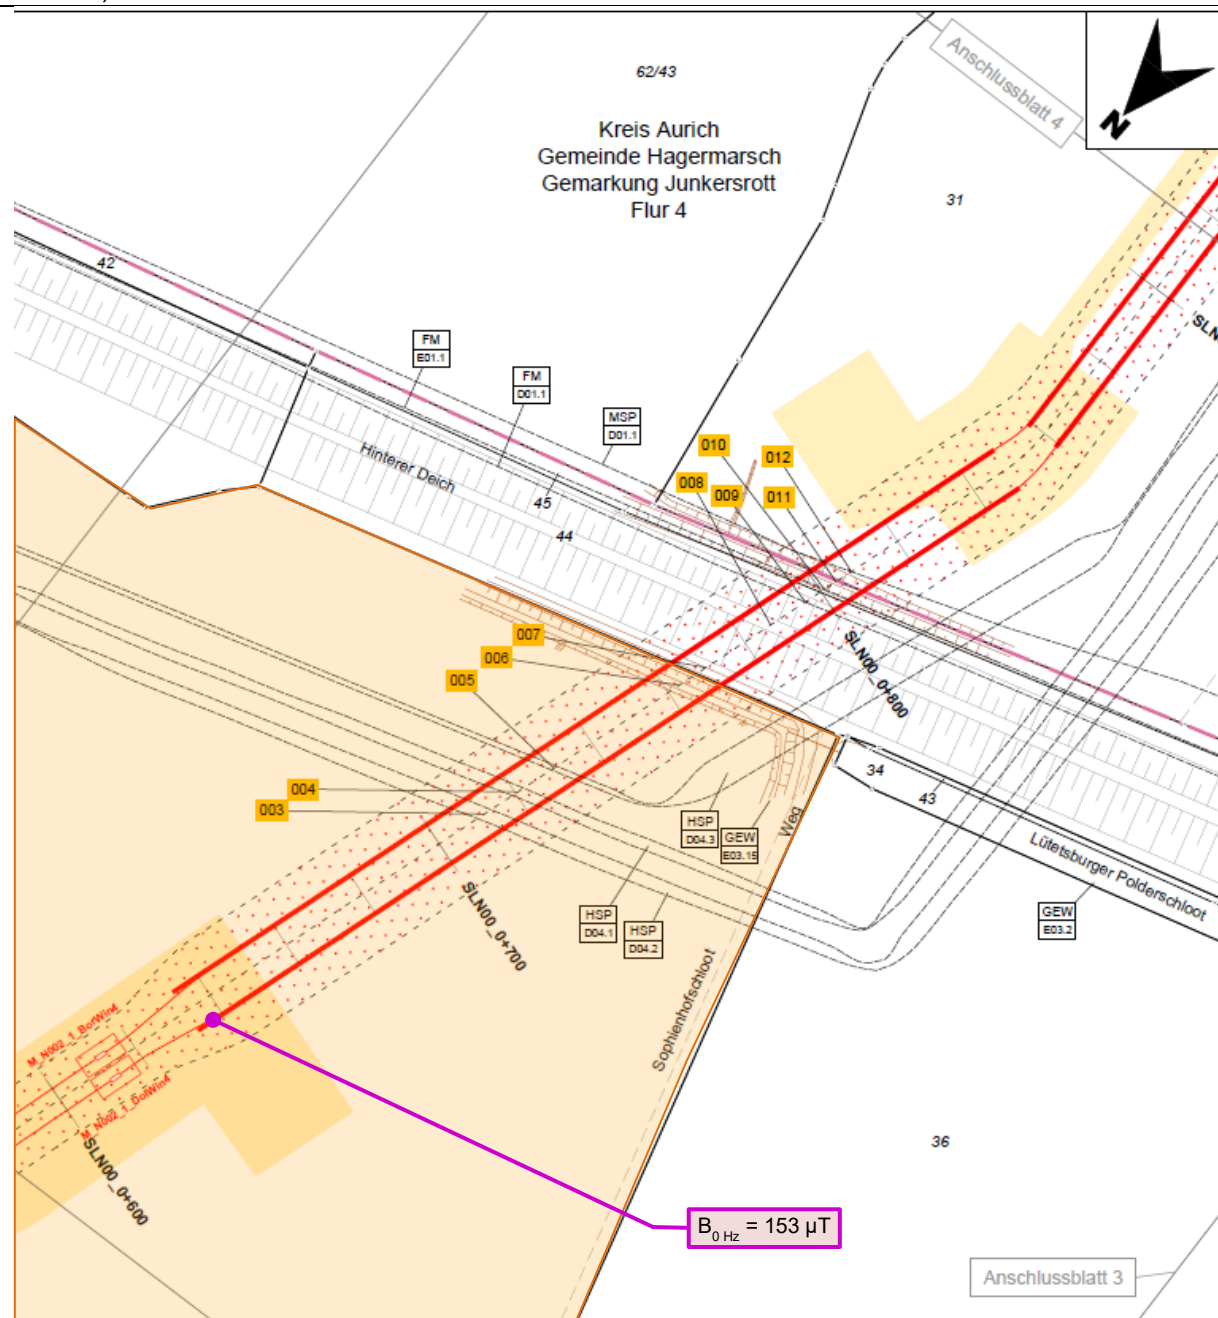 62/43
Kreis Aurich
Gemeinde Hagermarsch
Gemarkung Junkersrott
Flur 4
Anschlussblatt 4
N
31
42
FM
E01.1
FM
D01.1
MSP
D01.1
SLN
Hinterer Deich
45
44
010
012
008
009
011
007
006
005
004
003
SLN00_0+800
34
43
Lütetsburger Polderschloot
HSP
D04.3
GEW
E03.15
Weg
HSP
D04.1
HSP
D04.2
GEW
E03.2
SLN00_0+700
Sophienhofschloot
M_N002_1_BorWin4
M_N002_1_DolWin4
SLN00_0+600
36
B0 Hz = 153 µT
Anschlussblatt 3